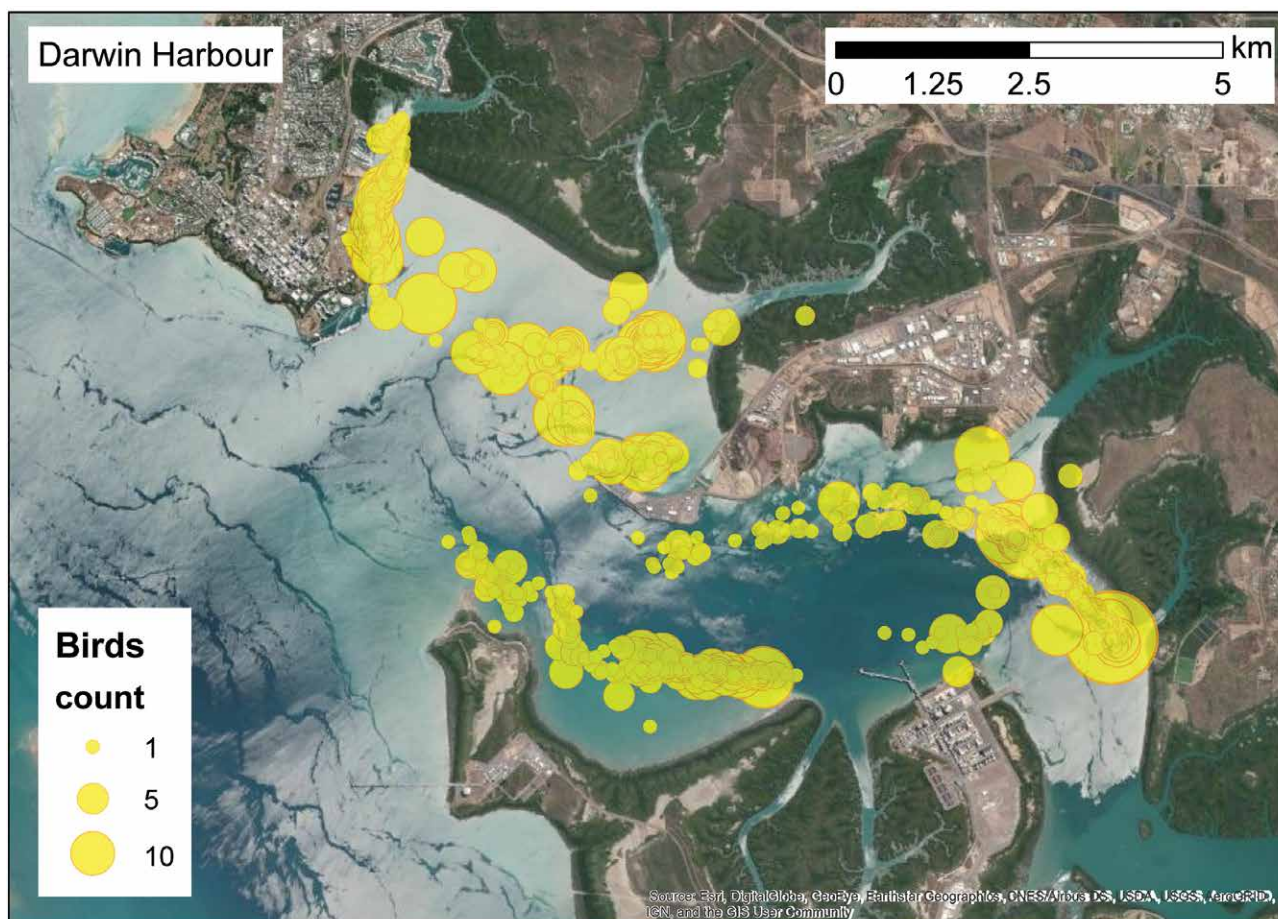 Darwin Harbour
km
0 1.25 2.5 5
Birds
count
1
5
10
Source: Esri, DigitalGlobe, GeoEye, Earthstar Geographics, CNES/Airbus DS, USDA, USGS, AeroGRID,
IGN, and the GIS User Community